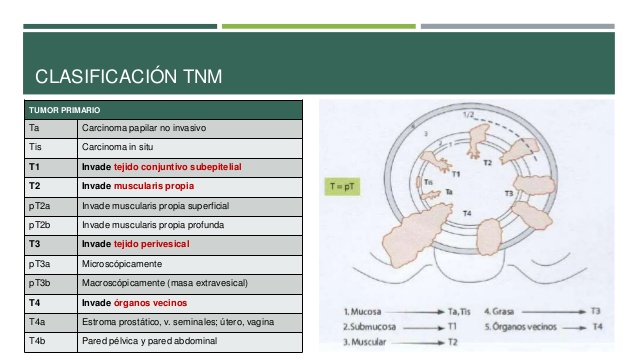 CLASIFICACIÓN TNM
TUMOR PRIMARIO
Ta Carcinoma papilar no invasivo
Tis Carcinoma in situ
T1 Invade tejido conjuntivo subepitelial
T2 Invade muscularis propia
pT2a Invade muscularis propia superficial
pT2b Invade muscularis propia profunda
T3 Invade tejido perivesical
pT3a Microscópicamente
pT3b Macroscópicamente (masa extravesical)
T4 Invade órganos vecinos
T4a Estroma prostático, v. seminales; útero, vagina
T4b Pared pélvica y pared abdominal
T = pT
1/2
3
2
1
T1
T2
Tis
Ta
T3
T4
1. Mucosa Ta,Tis 4. Grasa T3
2. Submucosa T1 5. Órganos vecinos T4
3. Muscular T2